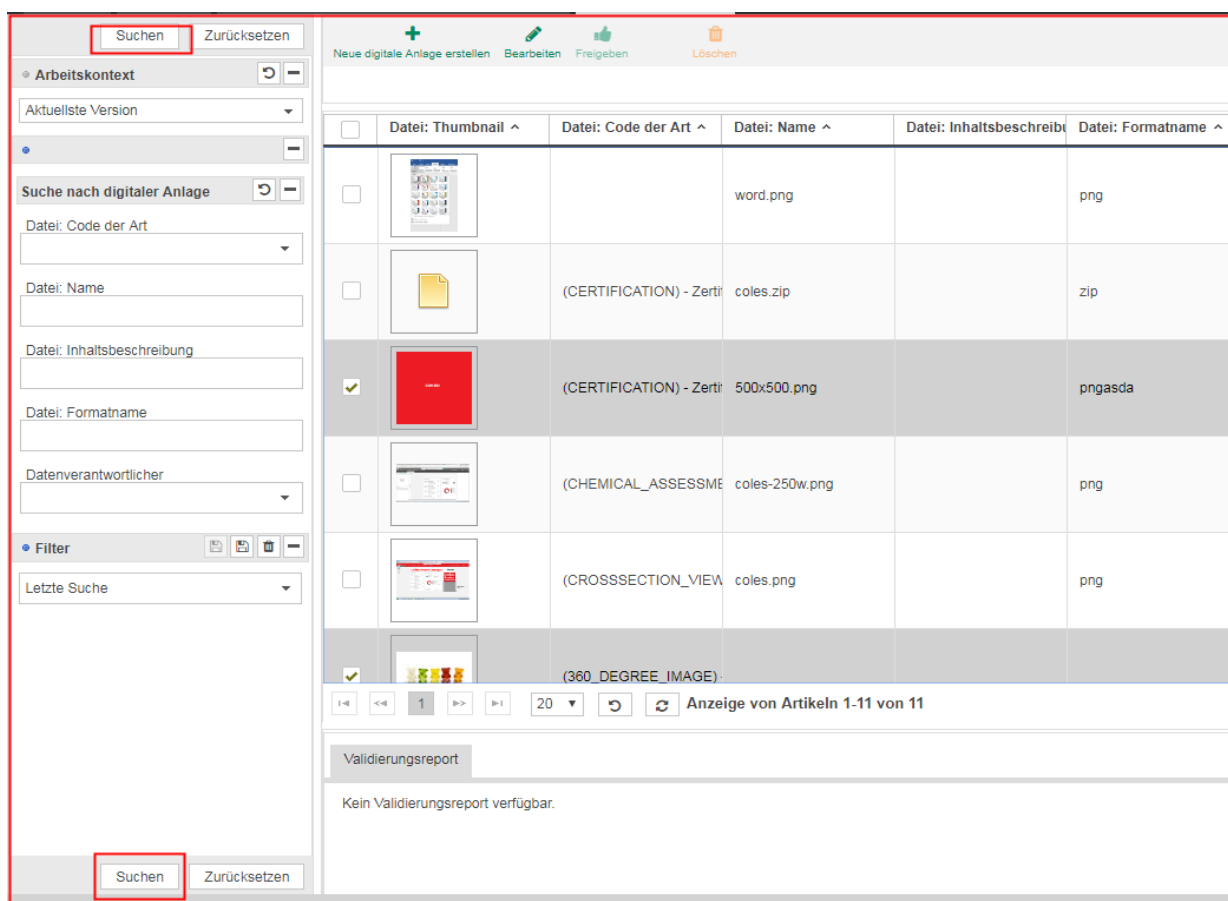 Suchen Zurücksetzen
Neue digitale Anlage erstellen Bearbeiten Freigeben Löschen
Arbeitskontext
Aktuellste Version
Suche nach digitaler Anlage
Datei: Code der Art
Datei: Name
Datei: Inhaltsbeschreibung
Datei: Formatname
Datenverantwortlicher
Filter
Letzte Suche
Suchen Zurücksetzen
Datei: Thumbnail Datei: Code der Art Datei: Name Datei: Inhaltsbeschreibu Datei: Formatname
word.png png
(CERTIFICATION) - Zertif coles.zip zip
(CERTIFICATION) - Zertif 500x500.png pngasda
(CHEMICAL_ASSESSME coles-250w.png png
(CROSSSECTION_VIEW coles.png png
(360_DEGREE_IMAGE) -
1 20 Anzeige von Artikeln 1-11 von 11
Validierungsreport
Kein Validierungsreport verfügbar.